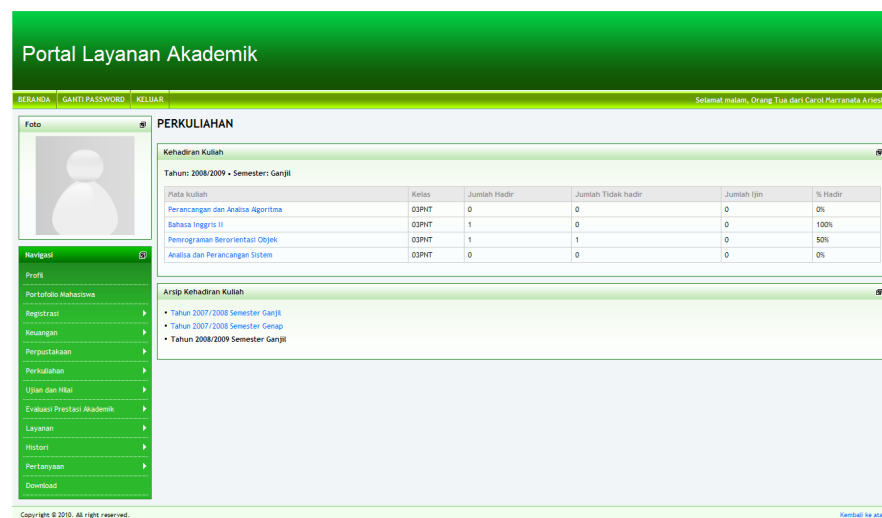 Portal Layanan Akademik
BERANDA GANTI PASSWORD KELUAR Selamat malam, Orang Tua dari Carol Marranata Aries
Foto
PERKULIAHAN
Kehadiran Kuliah
Tahun: 2008/2009 • Semester: Ganjil
Mata kuliah Kelas Jumlah Hadir Jumlah Tidak hadir Jumlah Ijin % Hadir
Perancangan dan Analisa Algoritma 03PNT 0 0 0 0%
Bahasa Inggris II 03PNT 1 0 0 100%
Pemrograman Berorientasi Objek 03PNT 1 1 0 50%
Analisa dan Perancangan Sistem 03PNT 0 0 0 0%
Arsip Kehadiran Kuliah
• Tahun 2007/2008 Semester Ganjil
• Tahun 2007/2008 Semester Genap
• Tahun 2008/2009 Semester Ganjil
Navigasi
Profil
Portofolio Mahasiswa
Registrasi
Keuangan
Perpustakaan
Perkuliahan
Ujian dan Nilai
Evaluasi Prestasi Akademik
Layanan
Histori
Pertanyaan
Download
Copyright © 2010. All right reserved. Kembali ke ata